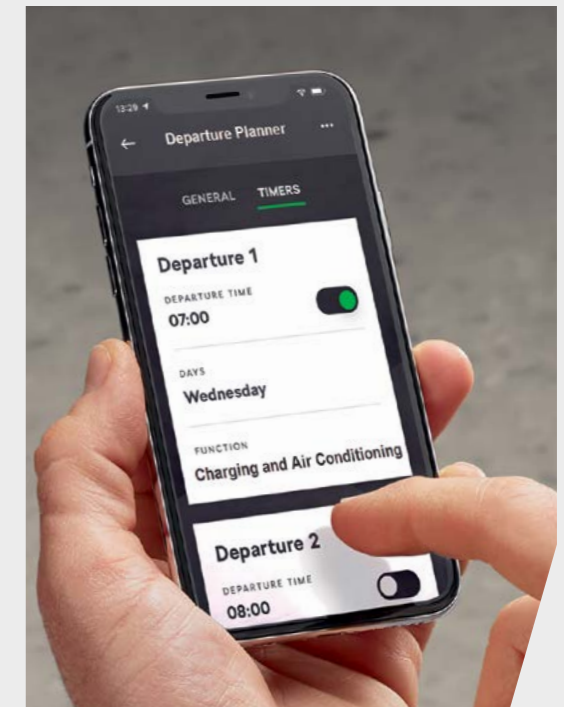 13:29
Departure Planner
GENERAL TIMERS
Departure 1
DEPARTURE TIME
07:00
DAYS
Wednesday
FUNCTION
Charging and Air Conditioning
Departure 2
DEPARTURE TIME
08:00